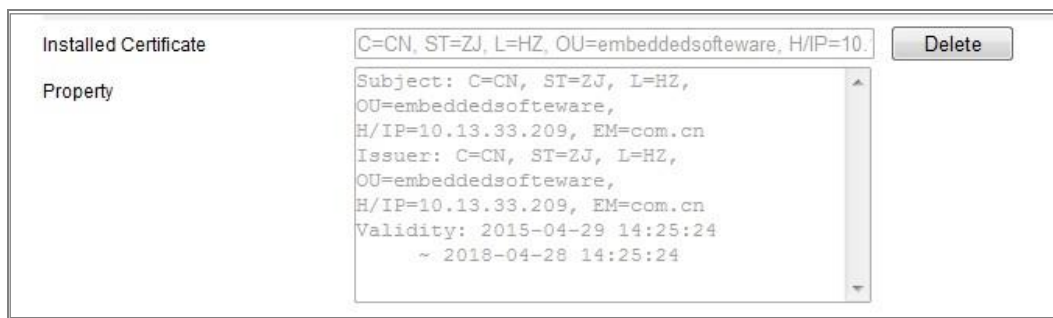 Installed Certificate
C=CN, ST=ZJ, L=HZ, OU=embeddedsofteware, H/IP=10.
Delete
Property
Subject: C=CN, ST=ZJ, L=HZ,
OU=embeddedsofteware,
H/IP=10.13.33.209, EM=com.cn
Issuer: C=CN, ST=ZJ, L=HZ,
OU=embeddedsofteware,
H/IP=10.13.33.209, EM=com.cn
Validity: 2015-04-29 14:25:24
~ 2018-04-28 14:25:24